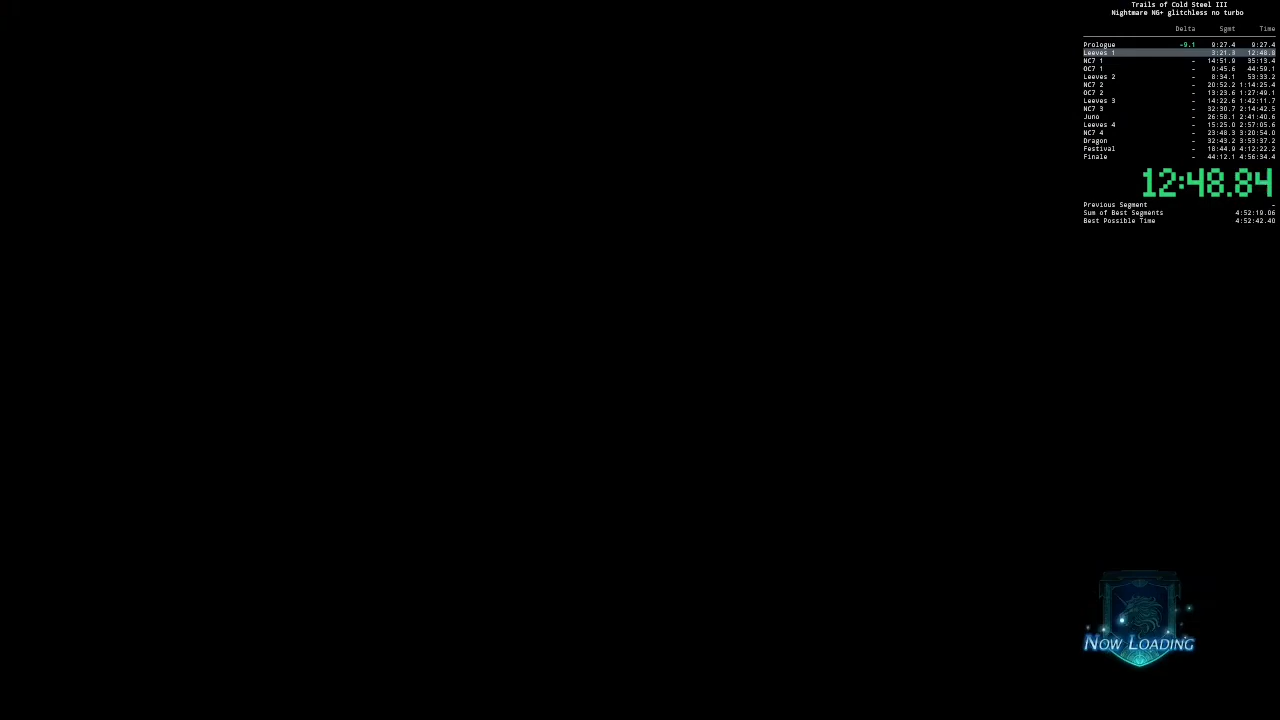 Trails of Cold Steel III
Nightmare NG+ glitchless no turbo
Delta Sgmt Time
Prologue -9.1 9:27.4 9:27.4
Leeves 1 3:21.3 12:48.8
NC7 1 - 14:51.9 35:13.4
OC7 1 - 9:45.6 44:59.1
Leeves 2 - 8:34.1 53:33.2
NC7 2 - 20:52.2 1:14:25.4
OC7 2 - 13:23.6 1:27:49.1
Leeves 3 - 14:22.6 1:42:11.7
NC7 3 - 32:30.7 2:14:42.5
Juno - 26:58.1 2:41:40.6
Leeves 4 - 15:25.0 2:57:05.6
NC7 4 - 23:48.3 3:20:54.0
Dragon - 32:43.2 3:53:37.2
Festival - 18:44.9 4:12:22.2
Finale - 44:12.1 4:56:34.4
12:48.84
Previous Segment -
Sum of Best Segments 4:52:19.06
Best Possible Time 4:52:42.40
NOW LOADING